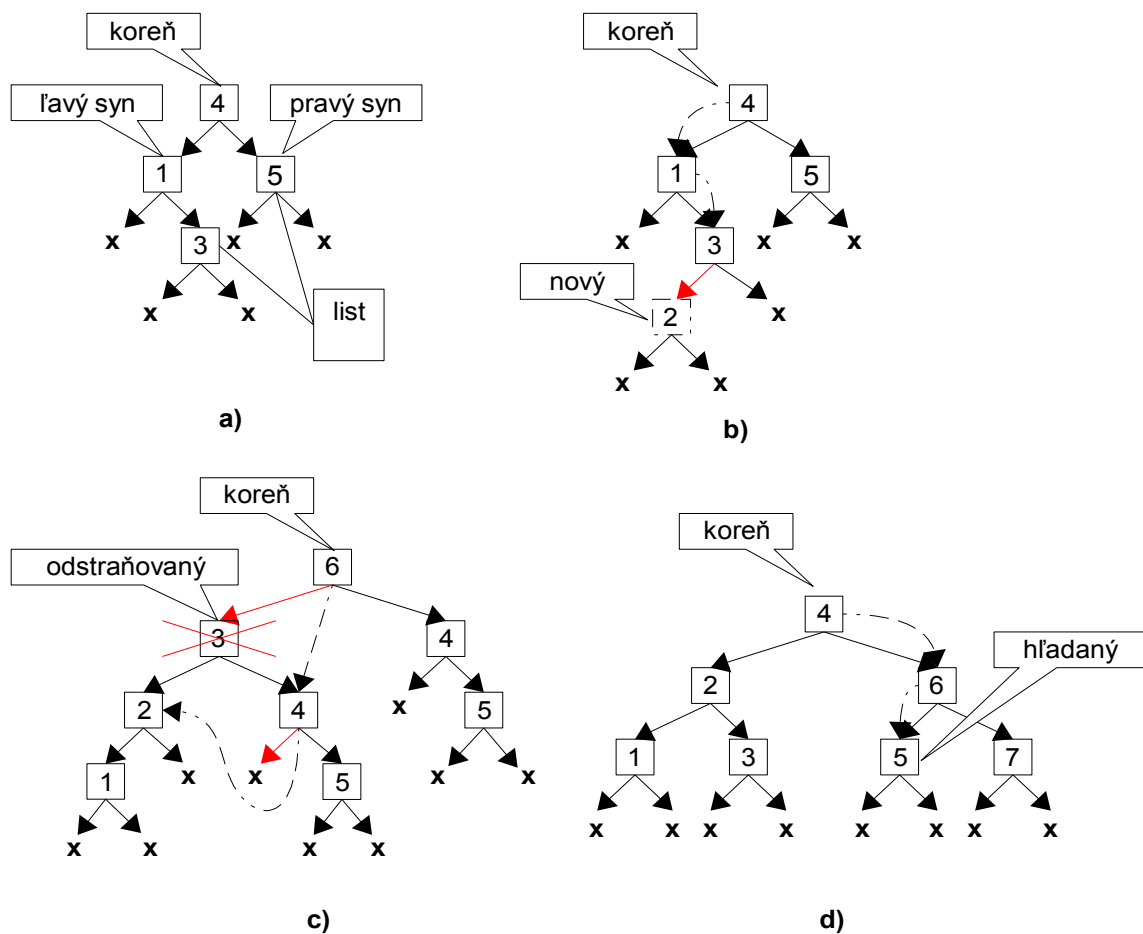 koreň
4
ľavý syn
pravý syn
1
5
x
3
x
x
x
x
list
a)
koreň
4
1
5
x
3
x
x
nový
2
x
x
x
b)
koreň
6
odstraňovaný
3
4
x
2
4
5
x
x
x
x
1
5
x
x
x
x
c)
koreň
4
hľadaný
2
6
1
3
5
7
x
x
x
x
x
x
x
x
d)